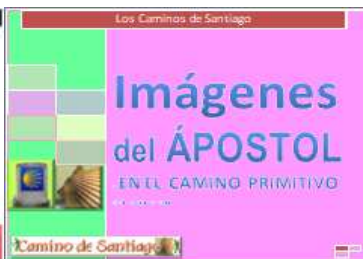 Los Caminos de Santiago
Imágenes
del ÁPOSTOL
EN EL CAMINO PRIMITIVO
Camino de Santiago